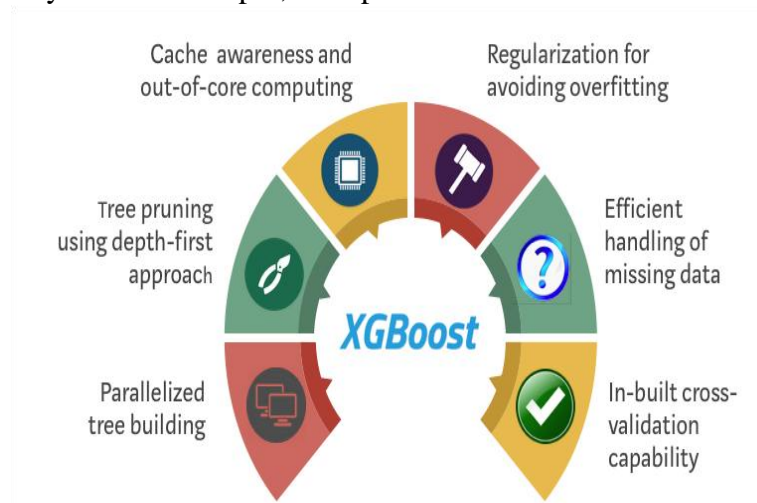 Cache awareness and
out-of-core computing
Regularization for
avoiding overfitting
Tree pruning
using depth-first
approach
Efficient
handling of
missing data
?
XGBoost
Parallelized
tree building
In-built cross-
validation
capability